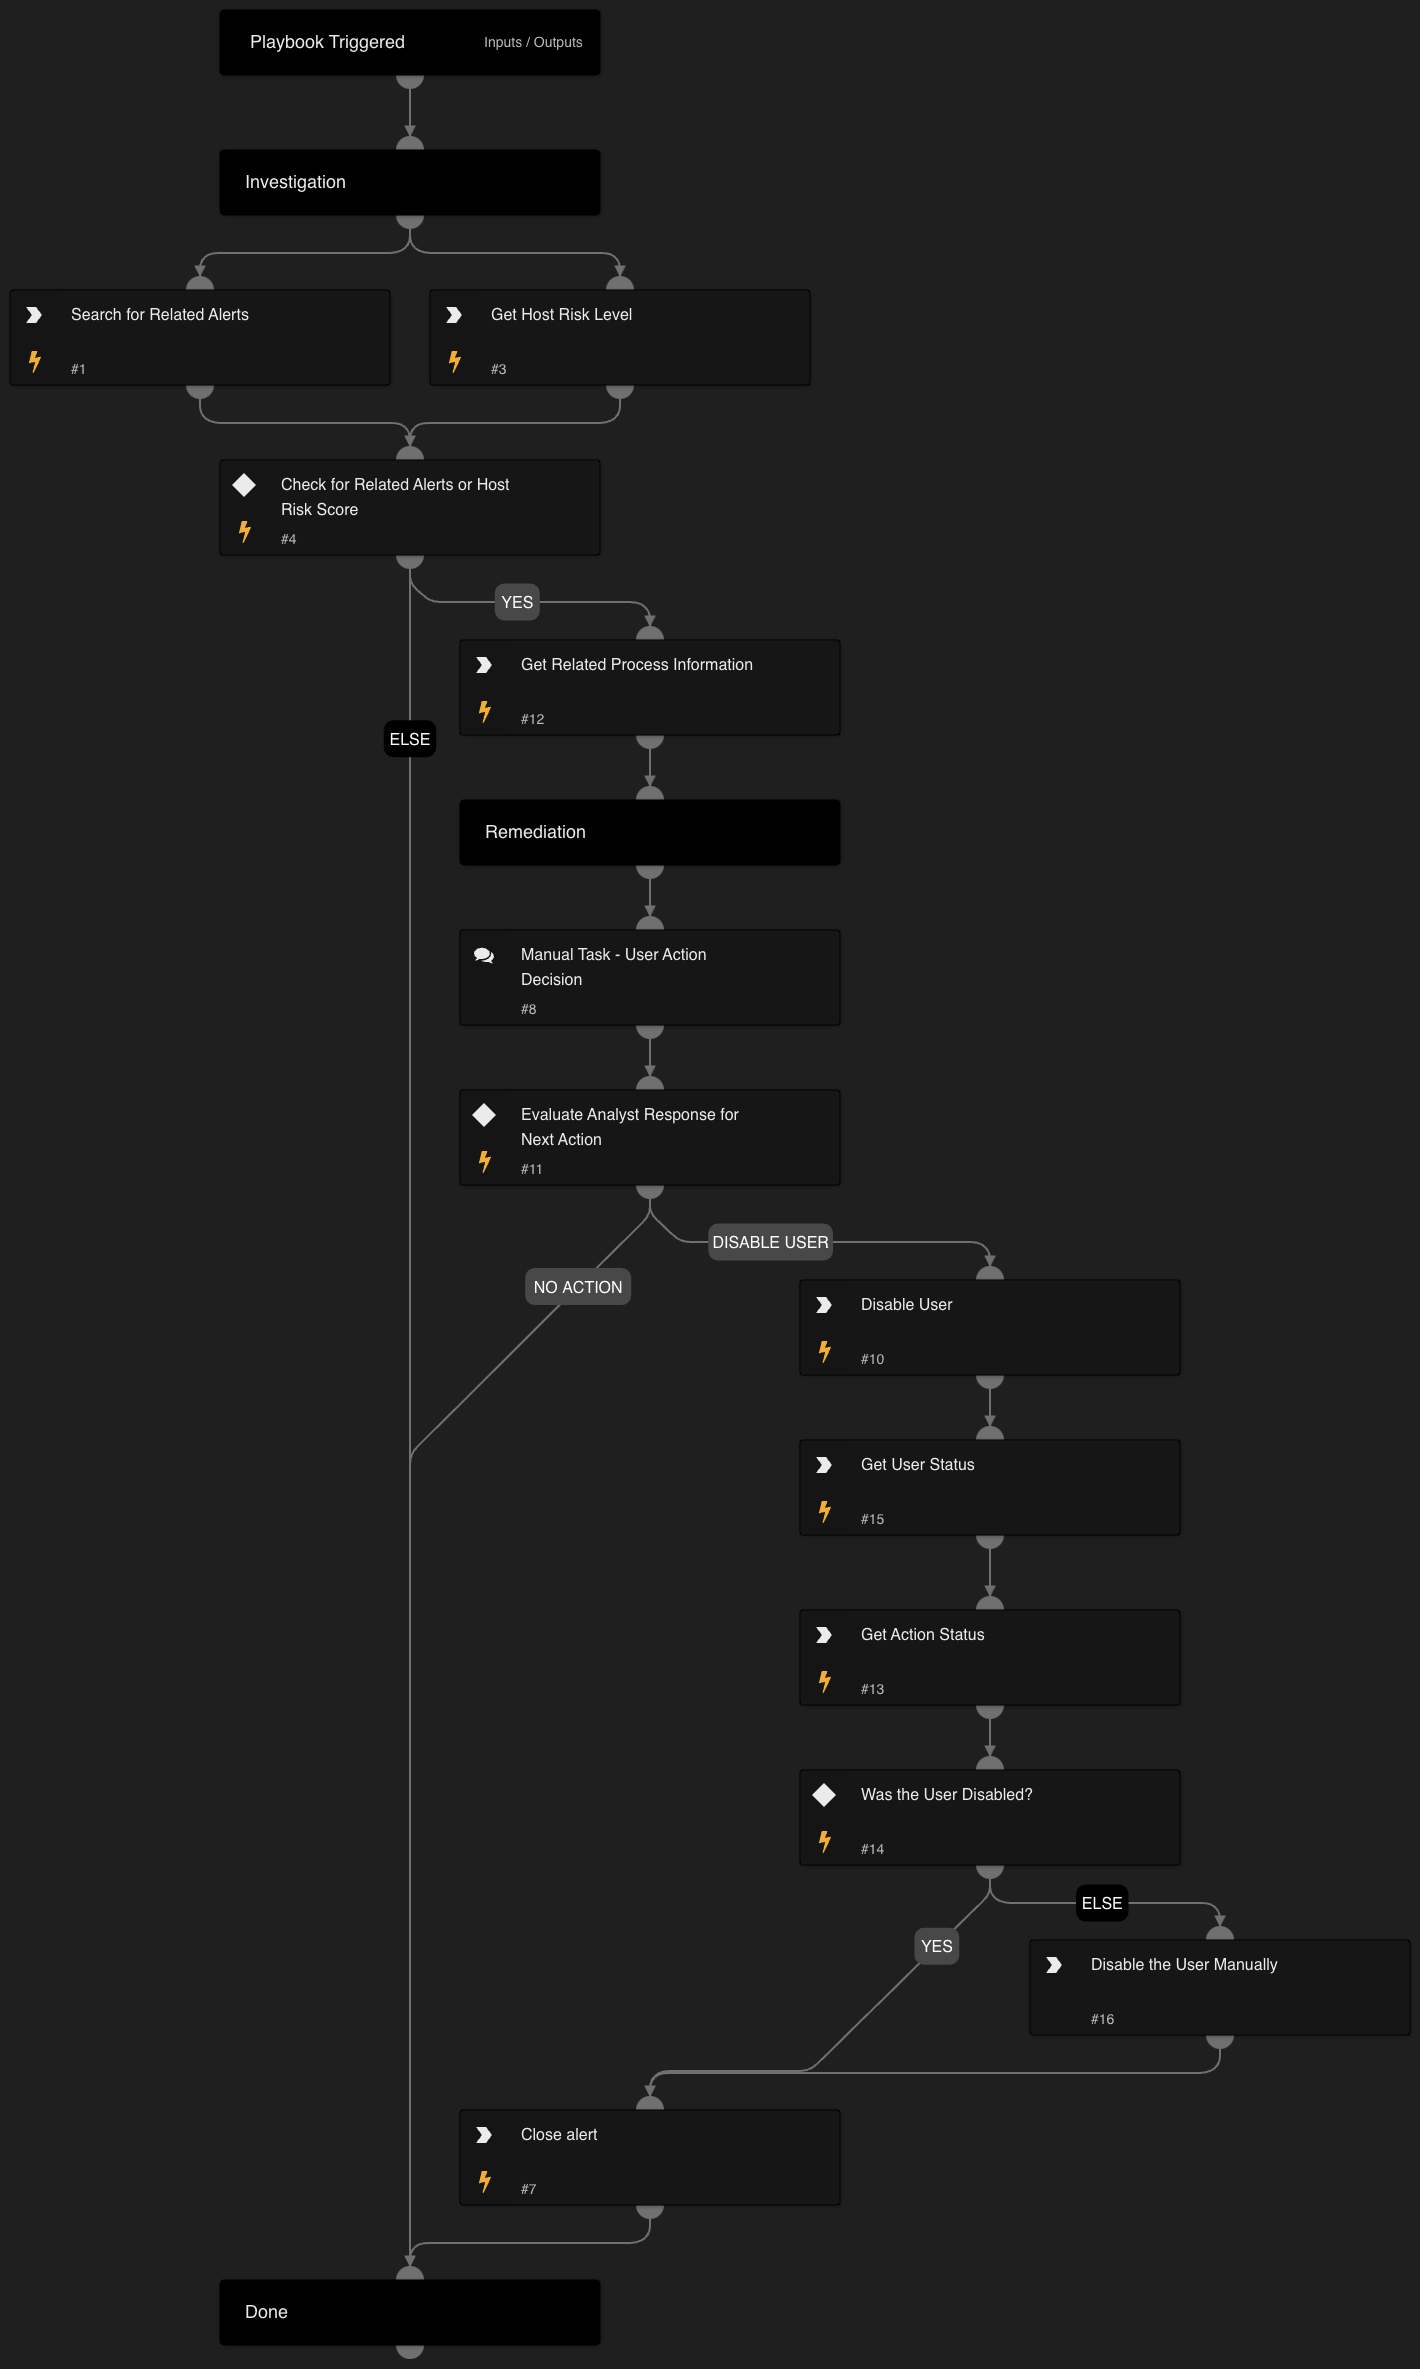 Playbook Triggered
Inputs / Outputs
Investigation
Search for Related Alerts
#1
Get Host Risk Level
#3
Check for Related Alerts or Host
Risk Score
#4
YES
Get Related Process Information
#12
ELSE
Remediation
Manual Task - User Action
Decision
#8
Evaluate Analyst Response for
Next Action
#11
DISABLE USER
NO ACTION
Disable User
#10
Get User Status
#15
Get Action Status
#13
Was the User Disabled?
#14
ELSE
YES
Disable the User Manually
#16
Close alert
#7
Done